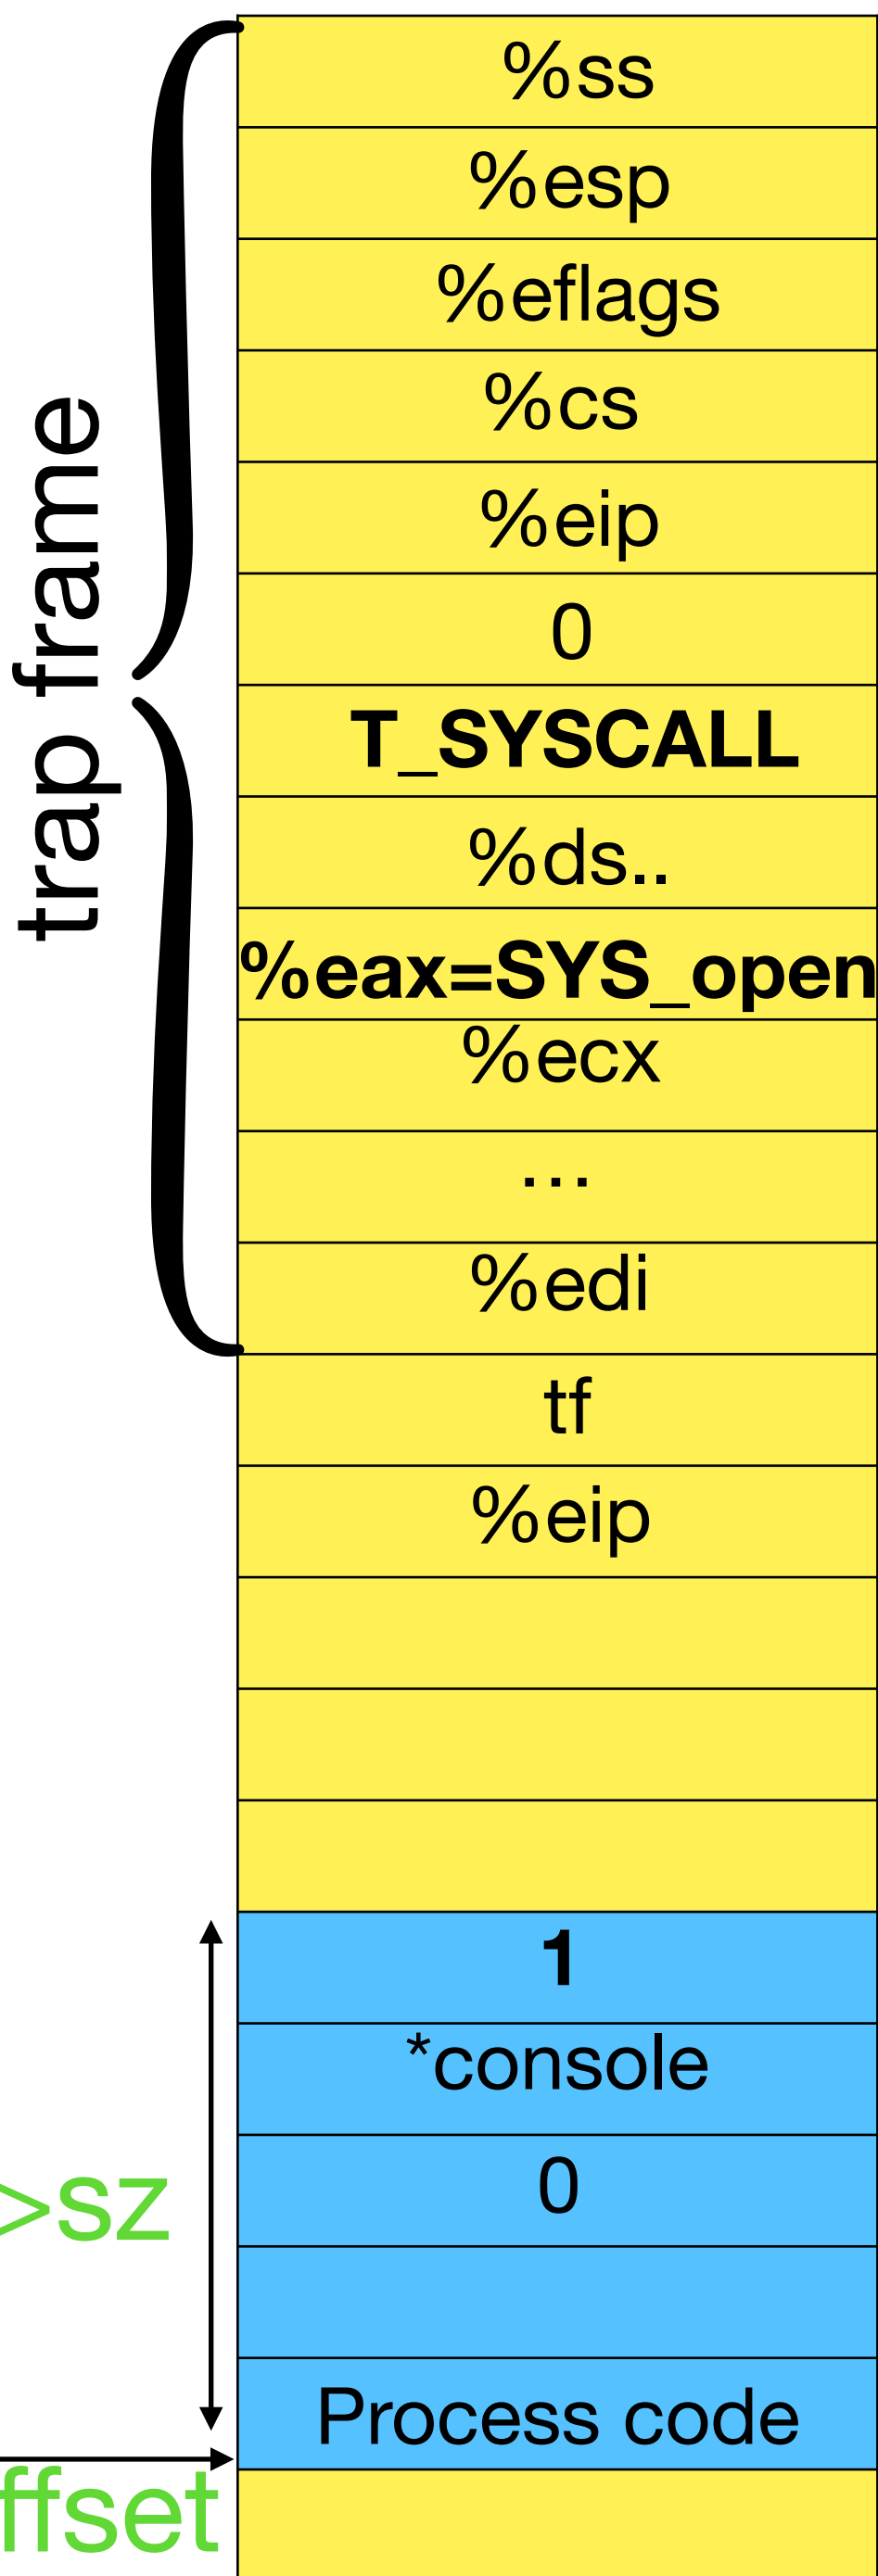 trap frame
%ss
%esp
%eflags
%cs
%eip
0
T_SYSCALL
%ds..
%eax=SYS_open
%ecx
…
%edi
tf
%eip
1
*console
0
>sz
Process code
ffset